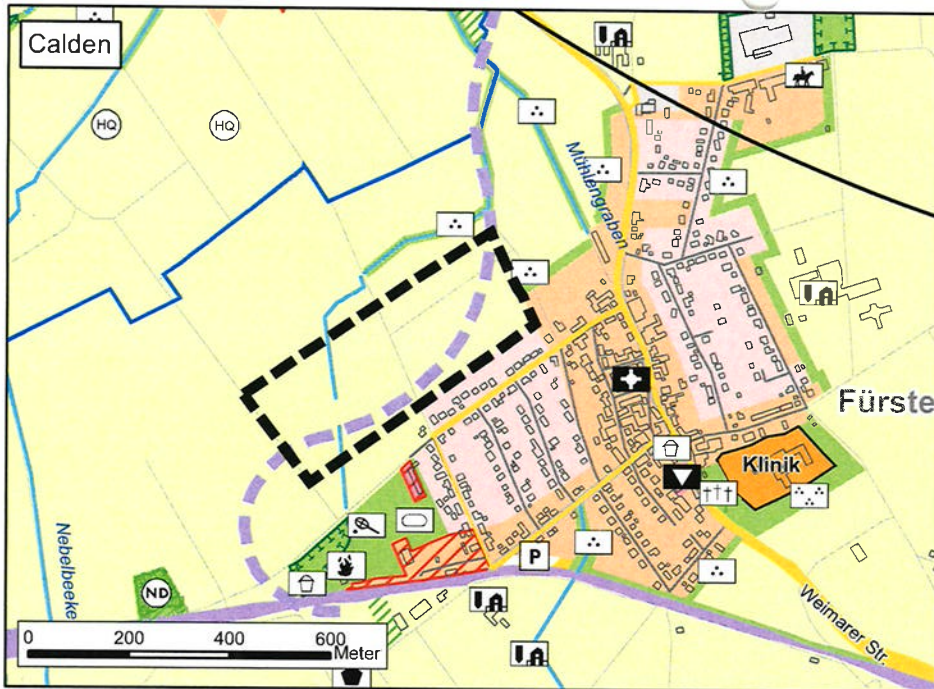 Calden
HQ
HQ
Mühlengraben
Fürste
Klinik
P
ND
Nebelbeeke
Weimarer Str.
0 200 400 600
Meter